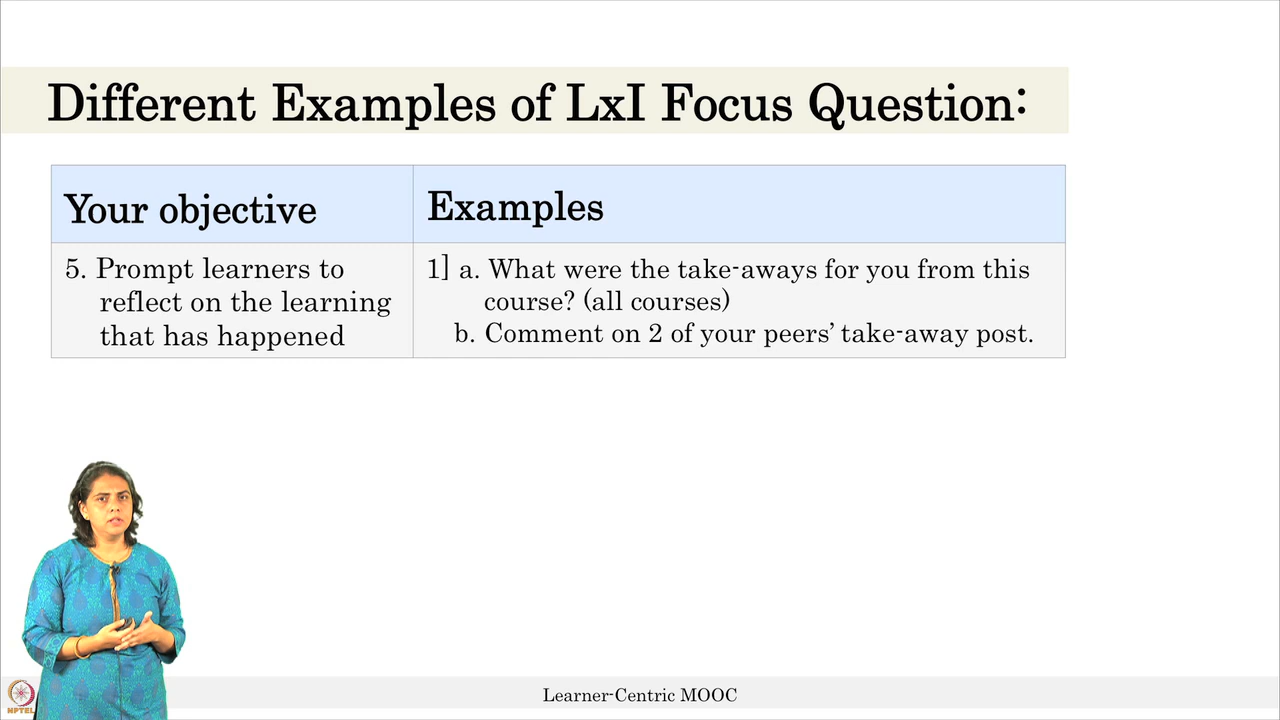 Different Examples of LxI Focus Question:
Your objective
Examples
5. Prompt learners to
reflect on the learning
that has happened
1] a. What were the take-aways for you from this
course? (all courses)
b. Comment on 2 of your peers’ take-away post.
NPTEL
Learner-Centric MOOC